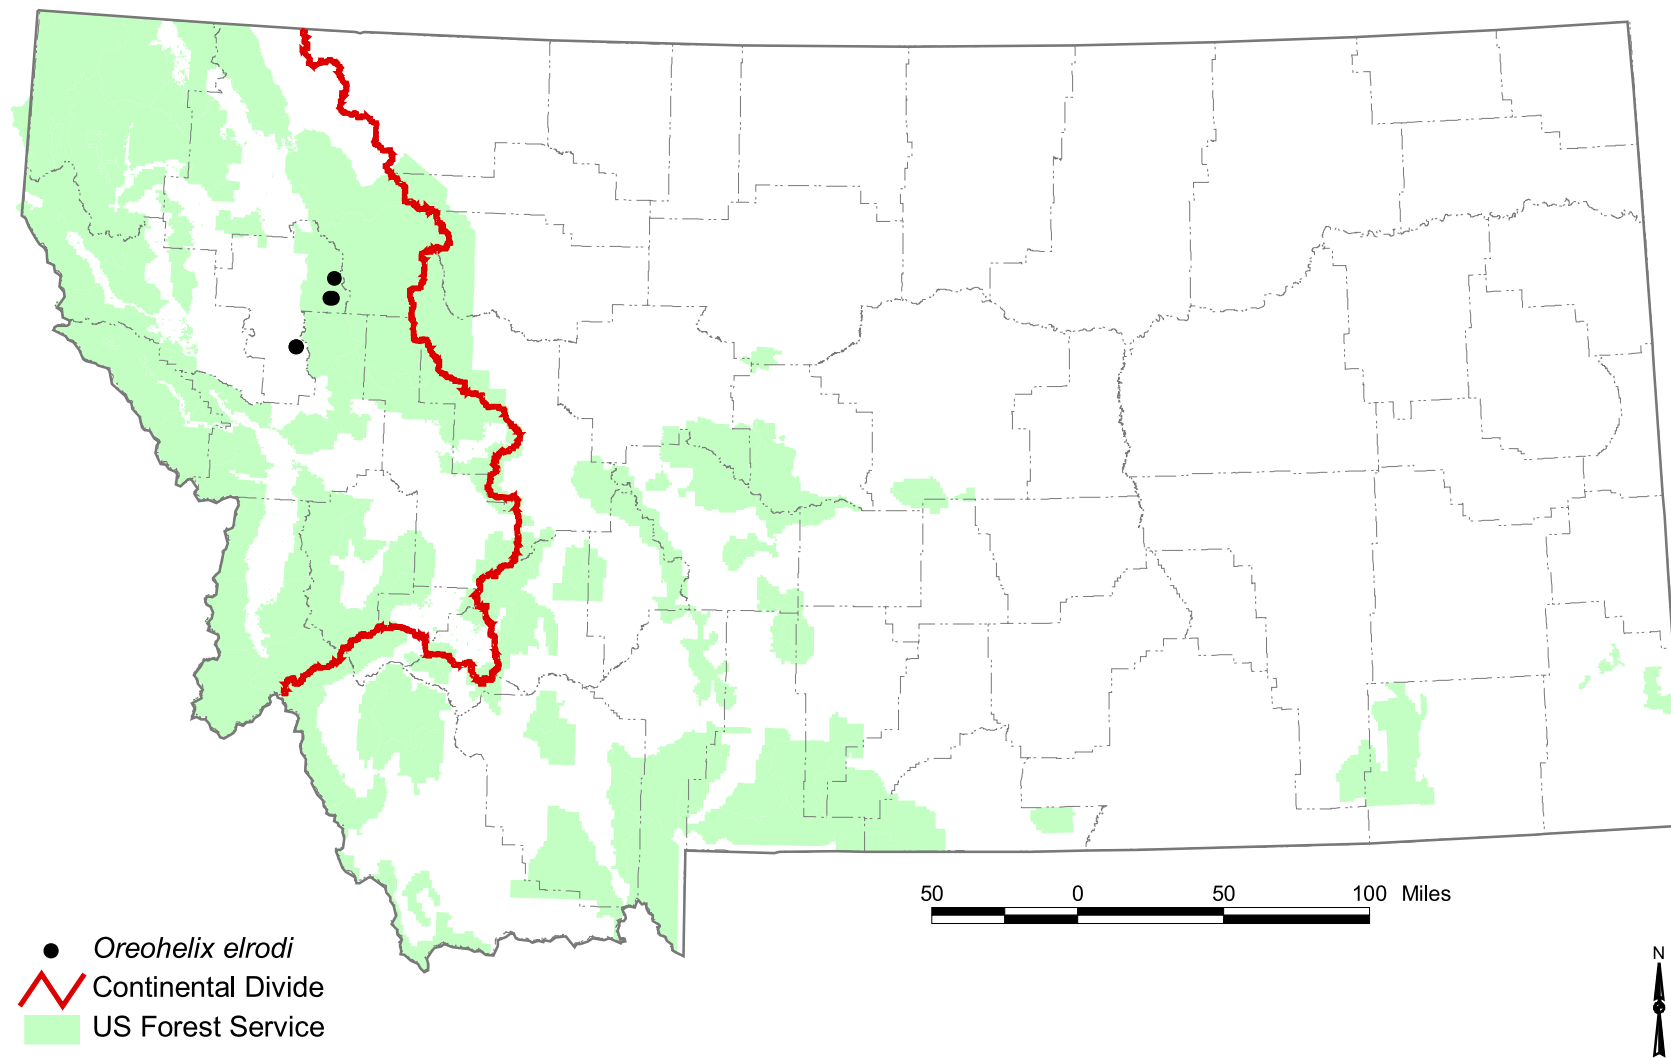 50 0 50 100 Miles
Oreohelix elrodi
Continental Divide
US Forest Service
N